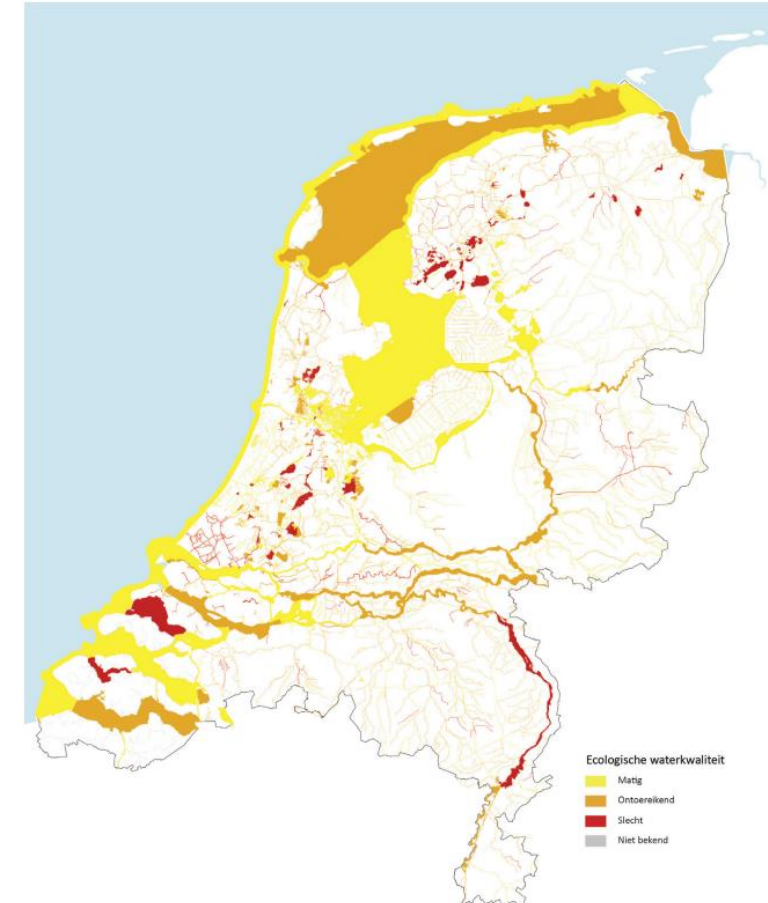 Ecologische waterkwaliteit
Matig
Ontoereikend
Slecht
Niet bekend